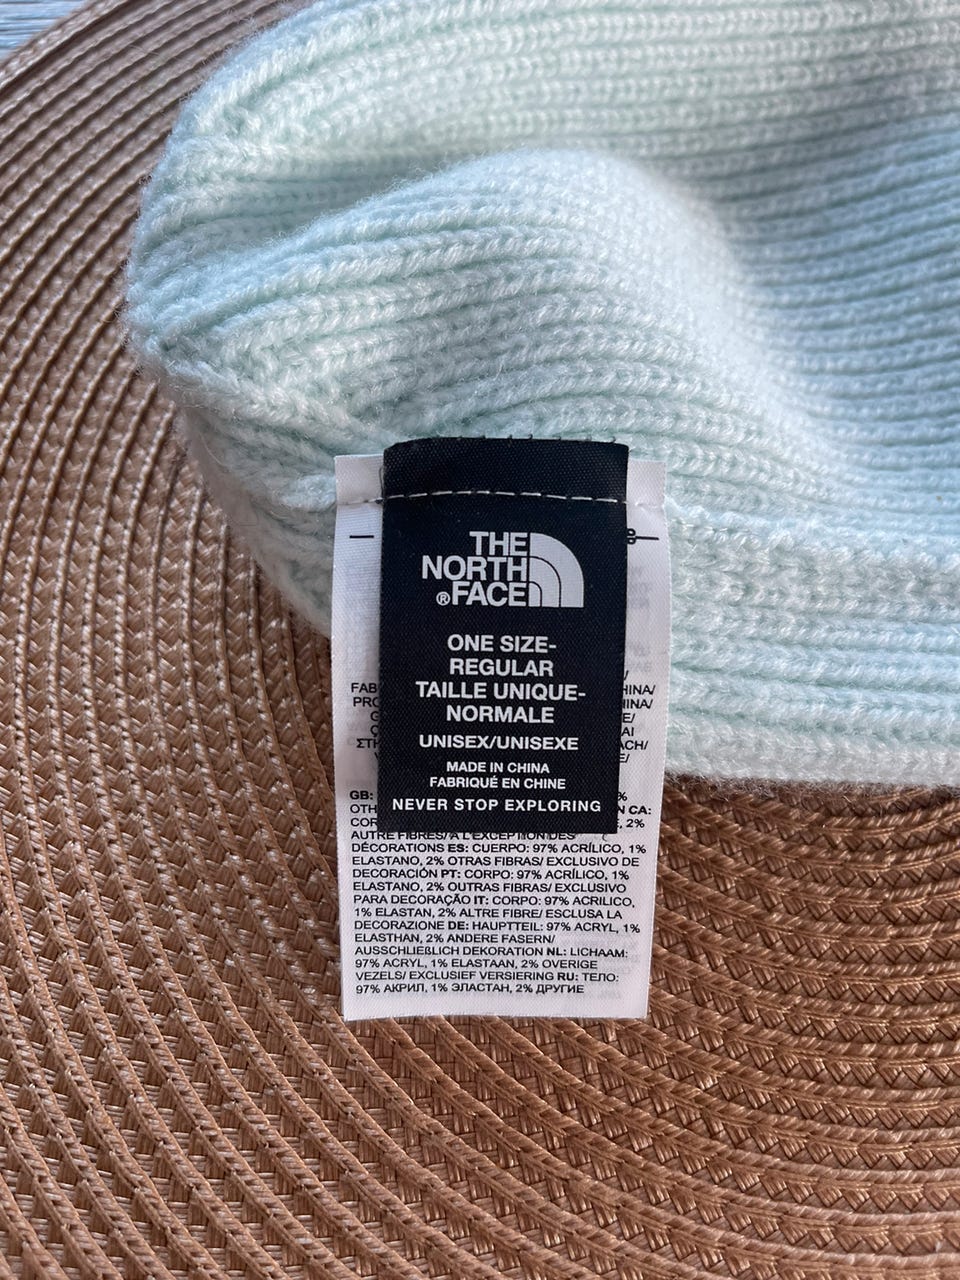 THE
NORTH
®FACE
ONE SIZE-
REGULAR
TAILLE UNIQUE-
NORMALE
UNISEX/UNISEXE
MADE IN CHINA
FABRIQUÉ EN CHINE
NEVER STOP EXPLORING
GB:
CA:
2%
AUTRE FIBRES/A L'EXCEPTION DES
DÉCORATIONS ES: CUERPO: 97% ACRÍLICO, 1%
ELASTANO, 2% OTRAS FIBRAS/ EXCLUSIVO DE
DECORACIÓN PT: CORPO: 97% ACRÍLICO, 1%
ELASTANO, 2% OUTRAS FIBRAS/ EXCLUSIVO
PARA DECORAÇÃO IT: CORPO: 97% ACRILICO,
1% ELASTAN, 2% ALTRE FIBRE/ ESCLUSA LA
DECORAZIONE DE: HAUPTTEIL: 97% ACRYL, 1%
ELASTHAN, 2% ANDERE FASERN/
AUSSCHLIEßLICH DEKORATION NL: LICHAAM:
97% ACRYL, 1% ELASTAAN, 2% OVERIGE
VEZELS/ EXCLUSIEF VERSIERING RU: ТЕЛО:
97% АКРИЛ, 1% ЭЛАСТАН, 2% ДРУГИЕ